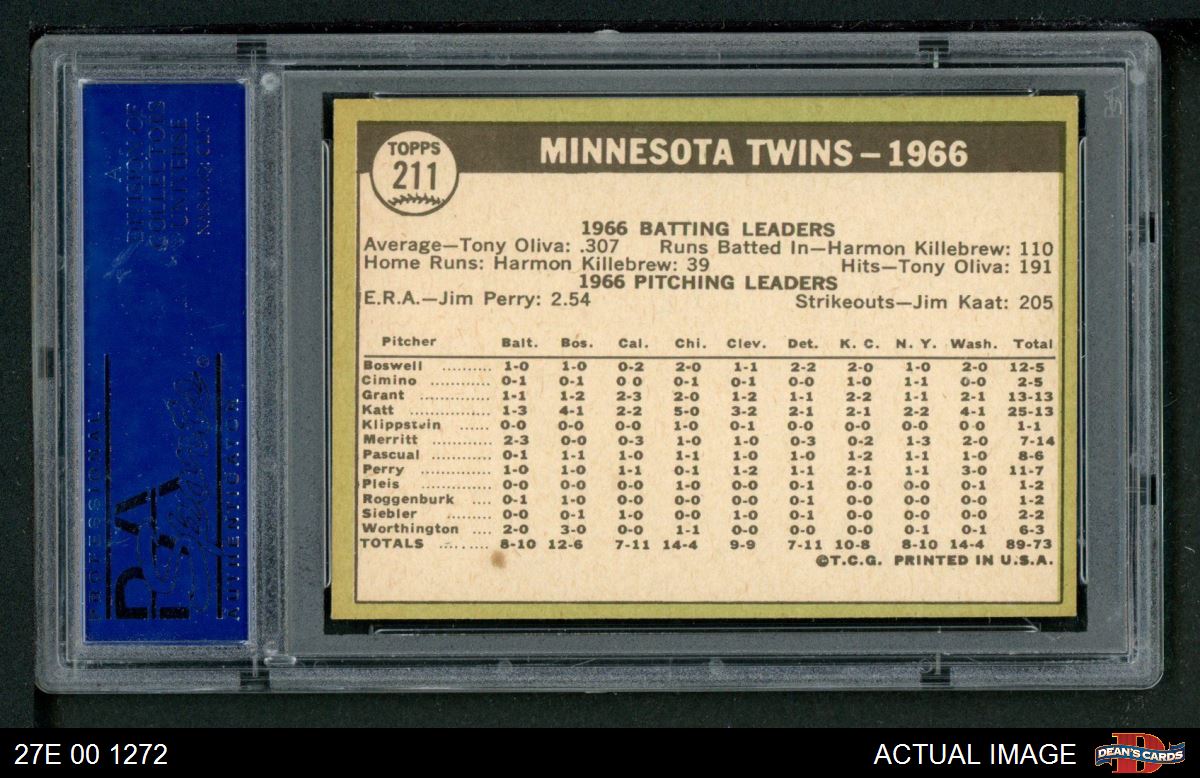 TOPPS
211
MINNESOTA TWINS – 1966
1966 BATTING LEADERS
Average—Tony Oliva: .307 Runs Batted In—Harmon Killebrew: 110
Home Runs: Harmon Killebrew: 39 Hits—Tony Oliva: 191
1966 PITCHING LEADERS
E.R.A.—Jim Perry: 2.54 Strikeouts—Jim Kaat: 205
Pitcher Balt. Bos. Cal. Chi. Clev. Det. K. C. N. Y. Wash. Total
Boswell .......... 1-0 1-0 0-2 2-0 1-1 2-2 2-0 1-0 2-0 12-5
Cimino .......... 0-1 0-1 0 0 0-1 0-1 0-0 1-0 1-1 0-0 2-5
Grant .......... 1-1 1-2 2-3 2-0 1-2 1-1 2-2 1-1 2-1 13-13
Katt .......... 1-3 4-1 2-2 5-0 3-2 2-1 2-1 2-2 4-1 25-13
Klippstein ..... 0-0 0-0 0-0 1-0 0-1 0-0 0-0 0-0 0-0 1-1
Merritt .......... 2-3 0-0 0-3 1-0 1-0 0-3 0-2 1-3 2-0 7-14
Pascual .......... 0-1 1-1 1-0 1-1 1-0 1-0 1-2 1-1 1-0 8-6
Perry .......... 1-0 1-0 1-1 0-1 1-2 1-1 2-1 1-1 3-0 11-7
Pleis .......... 0-0 0-0 0-0 1-0 0-0 0-1 0-0 0-0 0-1 1-2
Roggenburk .... 0-1 1-0 0-0 0-0 0-0 0-1 0-0 0-0 0-0 1-2
Siebler .......... 0-0 0-1 1-0 0-0 1-0 0-1 0-0 0-0 0-0 2-2
Worthington .... 2-0 3-0 0-0 1-1 0-0 0-0 0-0 0-1 0-1 6-3
TOTALS ........ 8-10 12-6 7-11 14-4 9-9 7-11 10-8 8-10 14-4 89-73
©T.C.G. PRINTED IN U.S.A.
A
DIVISION OF
COLLECTORS
UNIVERSE
NASDAQ: CLCT
PROFESSIONAL
PSA
AUTHENTICATOR
27E 00 1272
ACTUAL IMAGE
DEAN'S CARDS